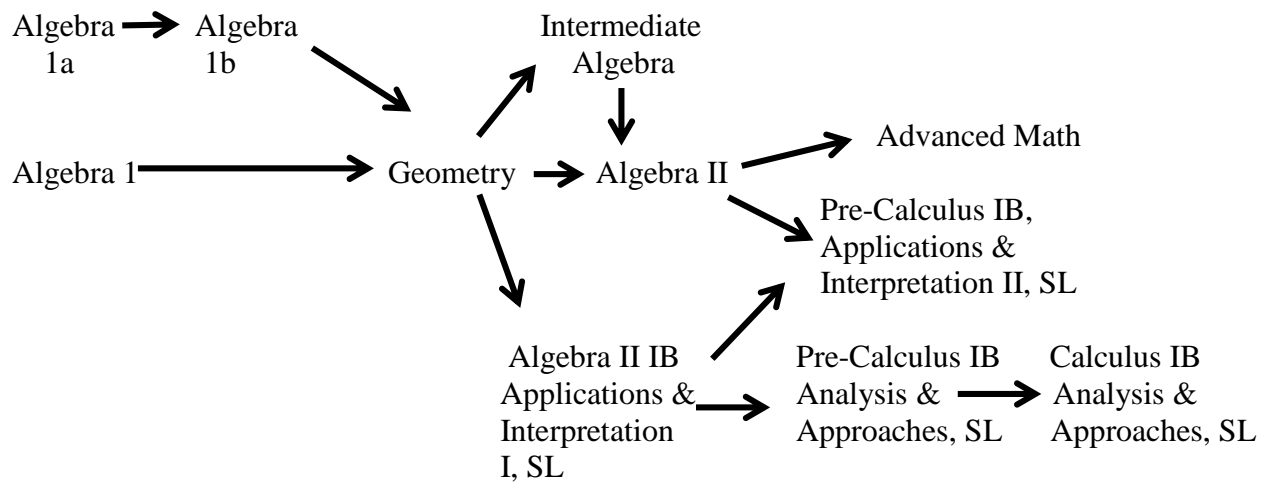 Algebra
1a
Algebra
1b
Intermediate
Algebra
Algebra 1
Geometry
Algebra II
Advanced Math
Pre-Calculus IB,
Applications &
Interpretation II, SL
Algebra II IB
Applications &
Interpretation
I, SL
Pre-Calculus IB
Analysis &
Approaches, SL
Calculus IB
Analysis &
Approaches, SL